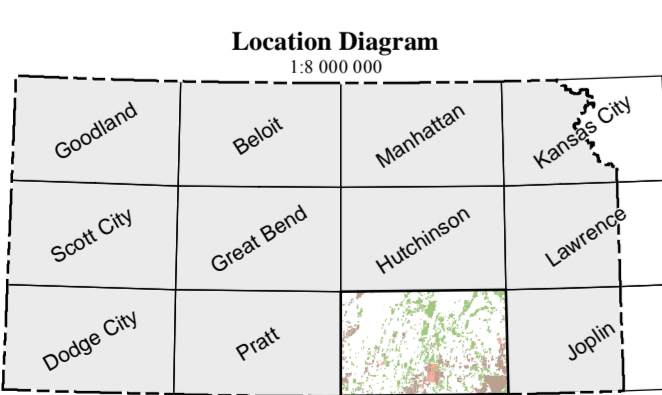 Location Diagram
1:8 000 000
Goodland
Beloit
Manhattan
Kansas City
Scott City
Great Bend
Hutchinson
Lawrence
Dodge City
Pratt
Joplin